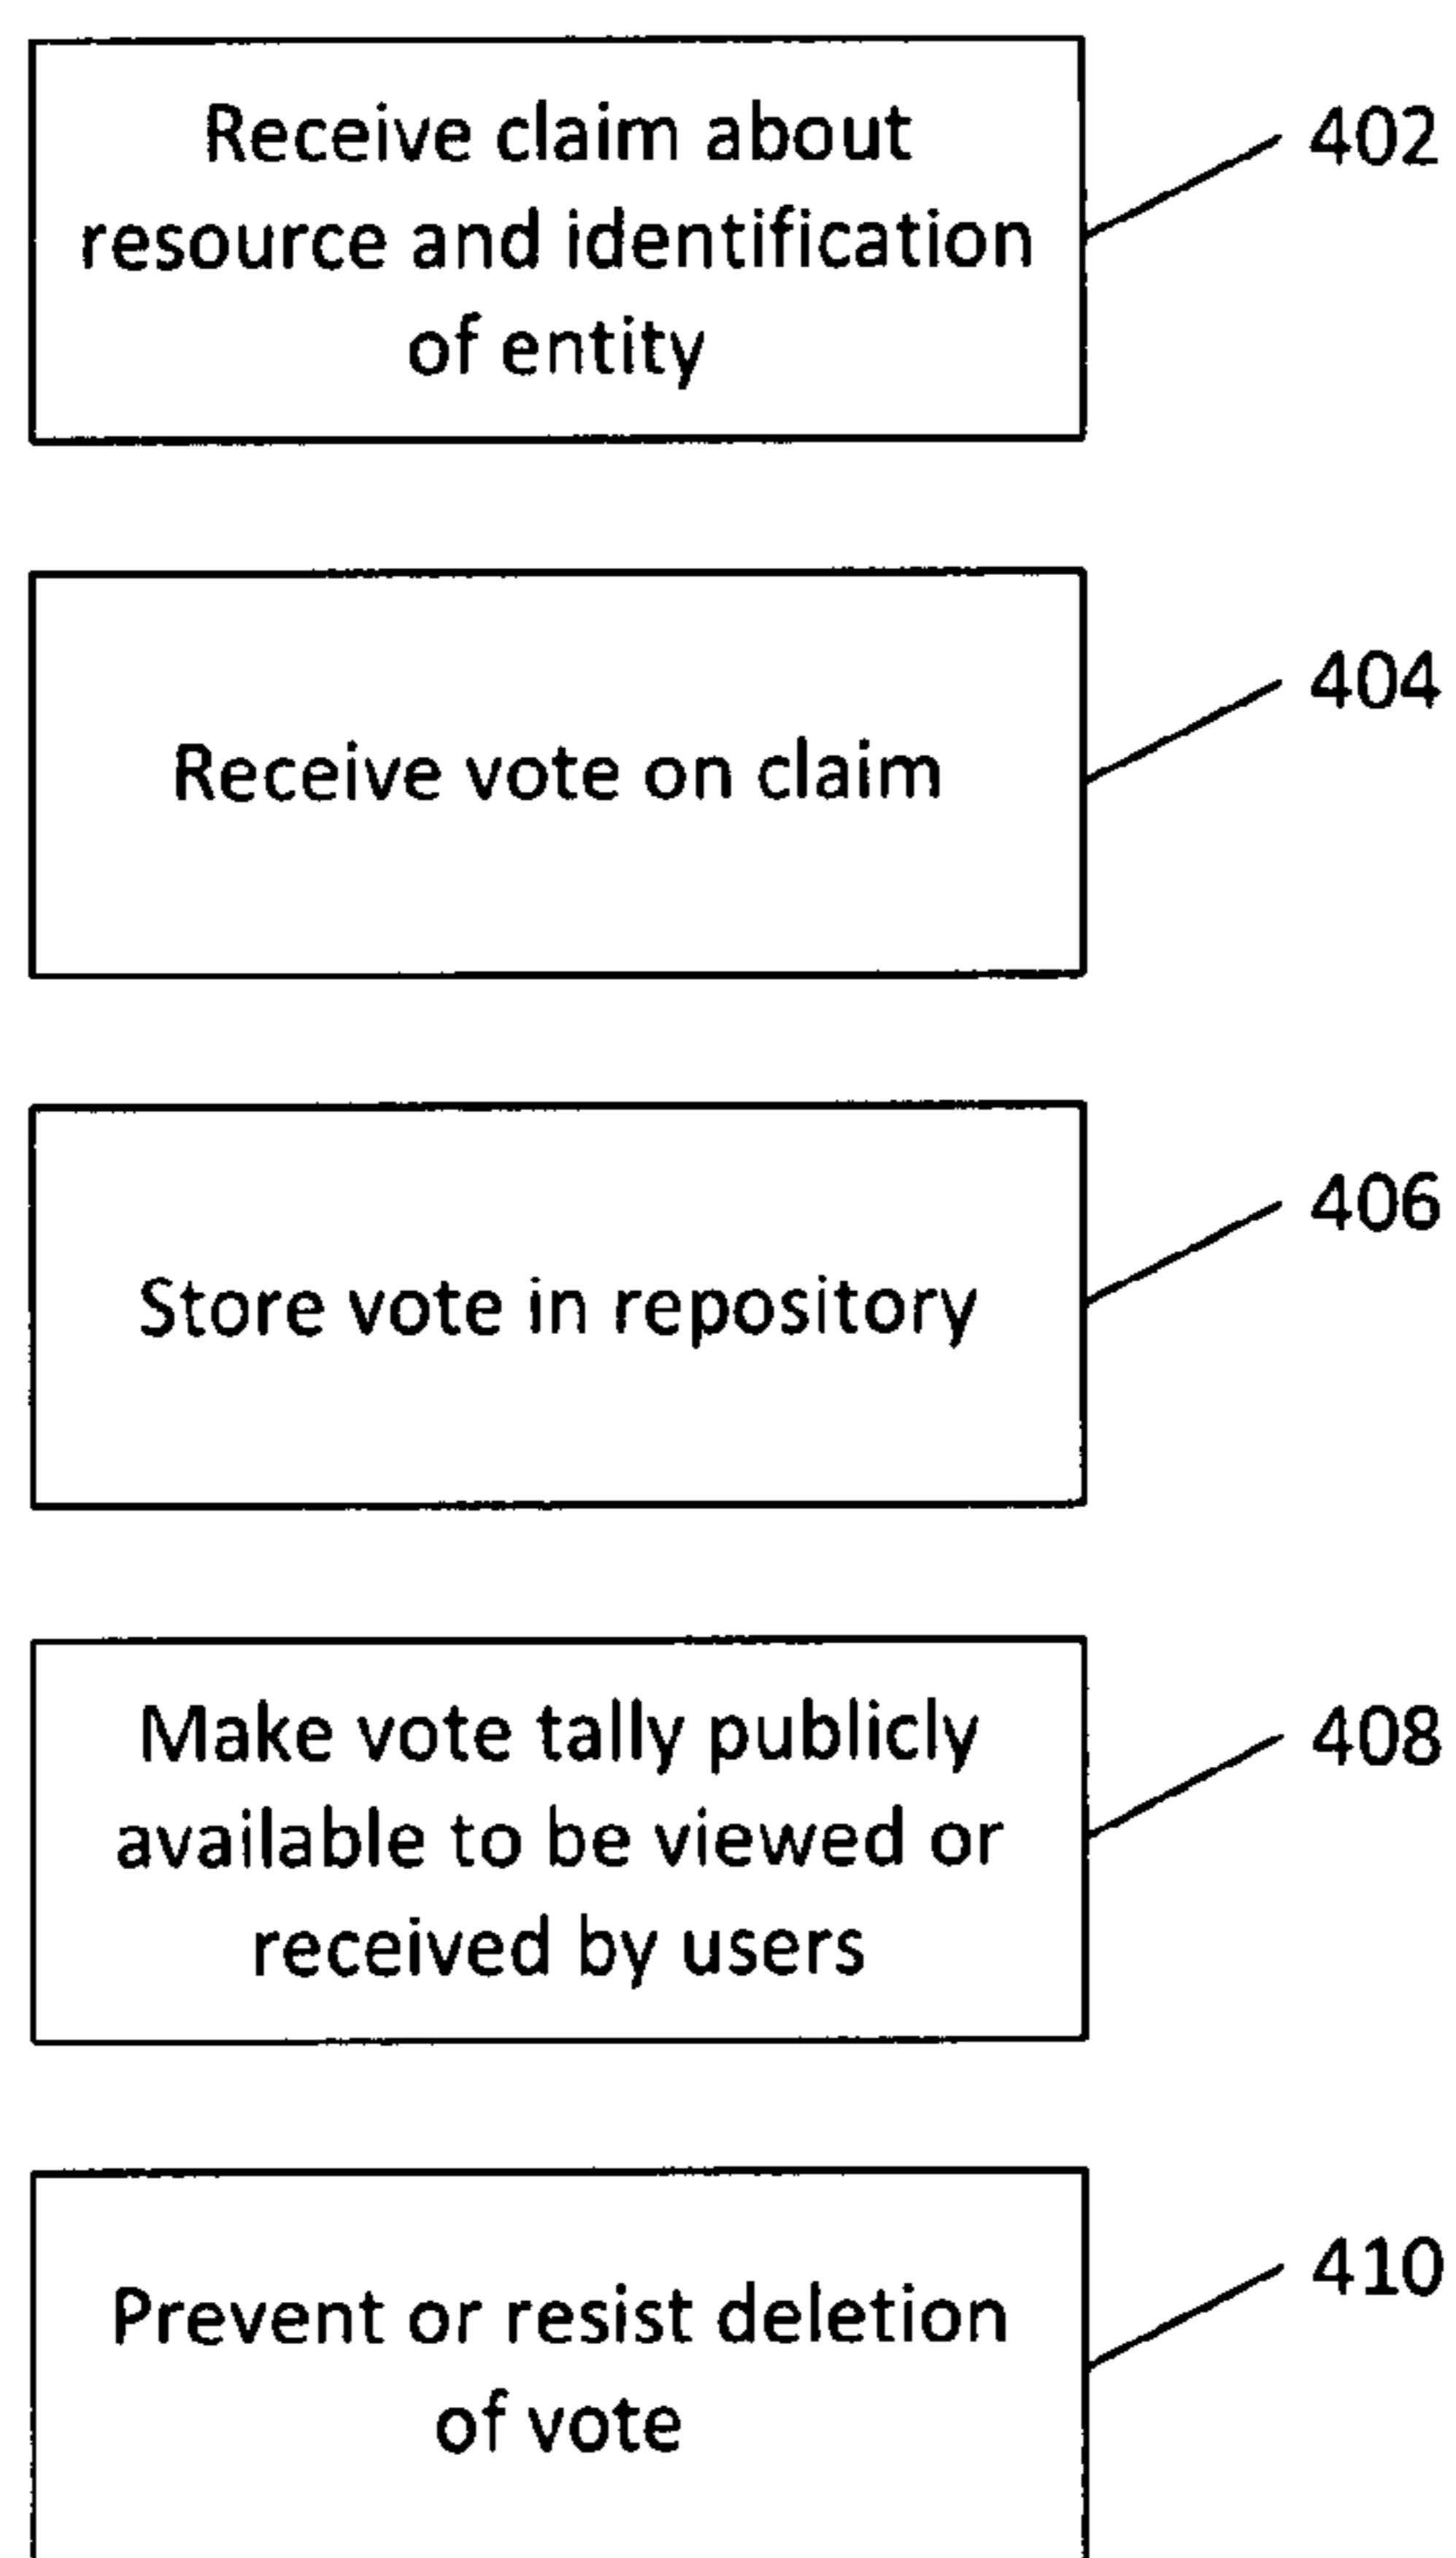 Receive claim about
resource and identification
of entity
402
Receive vote on claim
404
Store vote in repository
406
Make vote tally publicly
available to be viewed or
received by users
408
Prevent or resist deletion
of vote
410